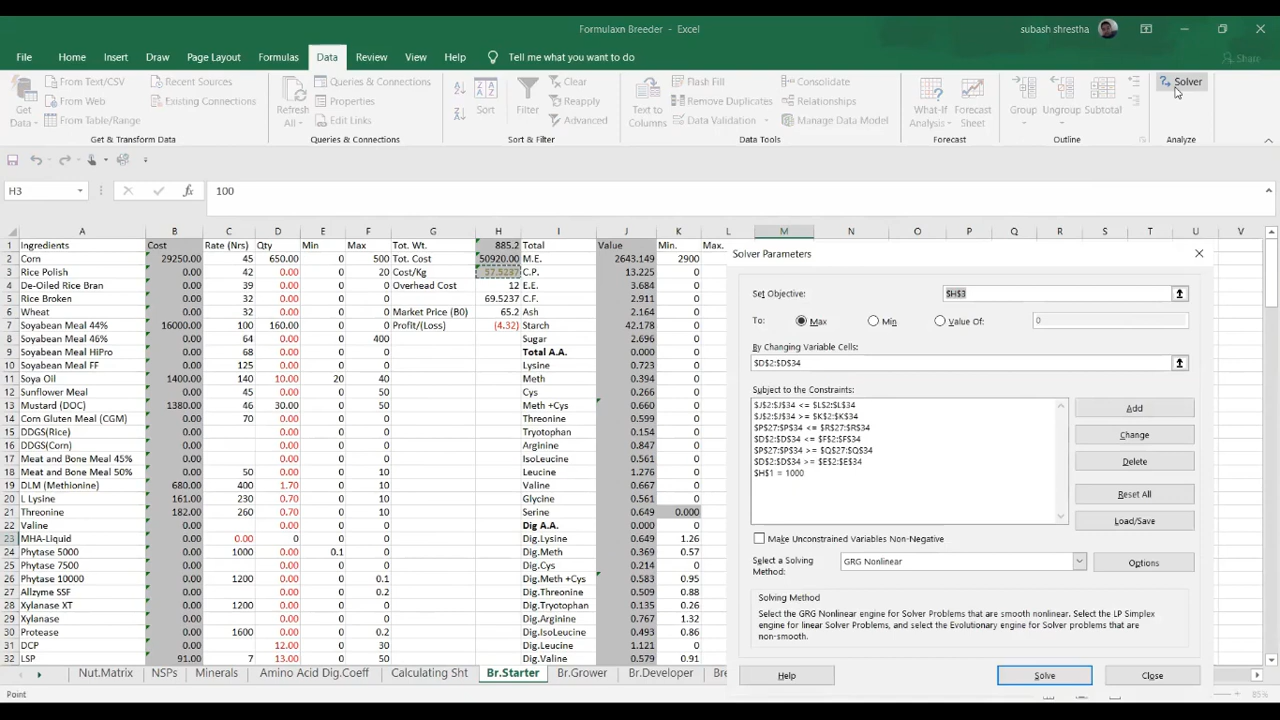 Formulaxn Breeder - Excel
subash shrestha
File Home Insert Draw Page Layout Formulas Data Review View Help Tell me what you want to do Share
Get Data
From Text/CSV
From Web
From Table/Range
Recent Sources
Existing Connections
Get & Transform Data
Refresh All
Queries & Connections
Properties
Edit Links
Queries & Connections
Sort
Filter
Clear
Reapply
Advanced
Sort & Filter
Text to Columns
Flash Fill
Remove Duplicates
Data Validation
Consolidate
Relationships
Manage Data Model
Data Tools
What-If Analysis
Forecast Sheet
Forecast
Group
Ungroup
Subtotal
Outline
Solver
Analyze
H3 fx 100
A B C D E F G H I J K L M N O P Q R S T U V
1 Ingredients Cost Rate (Nrs) Qty Min Max Tot. Wt. 885.2 Total Value Min. Max.
2 Corn 29250.00 45 650.00 0 500 Tot. Cost 50920.00 M.E. 2643.149 2900
3 Rice Polish 0.00 42 0.00 0 20 Cost/Kg 57.5237 C.P. 13.225 0
4 De-Oiled Rice Bran 0.00 39 0.00 0 0 Overhead Cost 12 E.E. 3.684 0
5 Rice Broken 0.00 32 0.00 0 0 69.5237 C.F. 2.911 0
6 Wheat 0.00 32 0.00 0 0 Market Price (B0) 65.2 Ash 2.164 0
7 Soyabean Meal 44% 16000.00 100 160.00 0 0 Profit/(Loss) (4.32) Starch 42.178 0
8 Soyabean Meal 46% 0.00 64 0.00 0 400 Sugar 2.696 0
9 Soyabean Meal HiPro 0.00 68 0.00 0 0 Total A.A. 0.000 0
10 Soyabean Meal FF 0.00 125 0.00 0 0 Lysine 0.723 0
11 Soya Oil 1400.00 140 10.00 20 40 Meth 0.394 0
12 Sunflower Meal 0.00 45 0.00 0 50 Cys 0.266 0
13 Mustard (DOC) 1380.00 46 30.00 0 0 Meth +Cys 0.660 0
14 Corn Gluten Meal (CGM) 0.00 70 0.00 0 0 Threonine 0.599 0
15 DDGS(Rice) 0.00 0.00 0 0 Tryotophan 0.154 0
16 DDGS(Corn) 0.00 0.00 0 0 Arginine 0.847 0
17 Meat and Bone Meal 45% 0.00 0.00 0 0 IsoLeucine 0.561 0
18 Meat and Bone Meal 50% 0.00 50 0.00 0 10 Leucine 1.276 0
19 DLM (Methionine) 680.00 400 1.70 0 10 Valine 0.667 0
20 L Lysine 161.00 230 0.70 0 10 Glycine 0.561 0
21 Threonine 182.00 260 0.70 0 10 Serine 0.649 0.000
22 Valine 0.00 0.00 0 0 Dig A.A. 0.000 0
23 MHA-Liquid 0.00 0.00 0 0 0 Dig.Lysine 0.649 1.26
24 Phytase 5000 0.00 1000 0.00 0.1 0 Dig.Meth 0.369 0.57
25 Phytase 7500 0.00 0.00 0 0 Dig.Cys 0.214 0
26 Phytase 10000 0.00 1200 0.00 0 0.1 Dig.Meth +Cys 0.583 0.95
27 Allzyme SSF 0.00 0.00 0 0.2 Dig.Threonine 0.509 0.88
28 Xylanase XT 0.00 1200 0.00 0 0 Dig.Tryotophan 0.135 0.26
29 Xylanase 0.00 0.00 0 0 Dig.Arginine 0.767 1.32
30 Protease 0.00 1600 0.00 0 0.2 Dig.IsoLeucine 0.493 0.86
31 DCP 0.00 12.00 0 30 Dig.Leucine 1.121 0
32 LSP 91.00 7 13.00 0 50 Dig.Valine 0.579 0.91
Solver Parameters
Set Objective: $H$3
To: Max Min Value Of: 0
By Changing Variable Cells:
$D$2:$D$34
Subject to the Constraints:
$J$2:$J$34 <= $L$2:$L$34
$J$2:$J$34 >= $K$2:$K$34
$P$27:$P$34 <= $R$27:$R$34
$D$2:$D$34 <= $F$2:$F$34
$P$27:$P$34 >= $Q$27:$Q$34
$D$2:$D$34 >= $E$2:$E$34
$H$1 = 1000
Add
Change
Delete
Reset All
Load/Save
Make Unconstrained Variables Non-Negative
Select a Solving Method: GRG Nonlinear Options
Solving Method
Select the GRG Nonlinear engine for Solver Problems that are smooth nonlinear. Select the LP Simplex
engine for linear Solver Problems, and select the Evolutionary engine for Solver problems that are
non-smooth.
Help Solve Close
Nut.Matrix NSPs Minerals Amino Acid Dig.Coeff Calculating Sht Br.Starter Br.Grower Br.Developer Bre
Point 85%